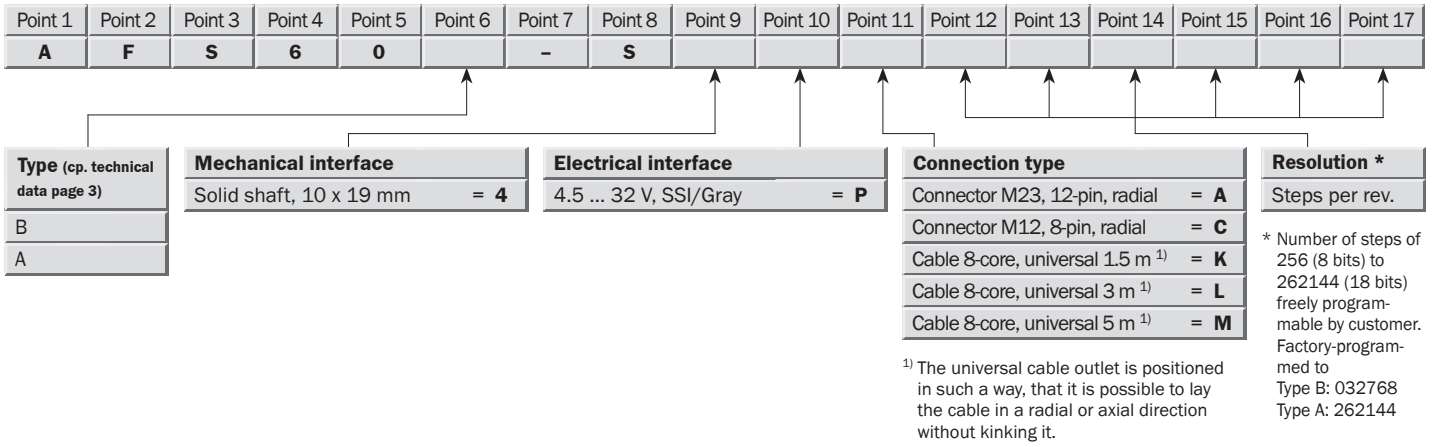 Point 1 Point 2 Point 3 Point 4 Point 5 Point 6 Point 7 Point 8 Point 9 Point 10 Point 11 Point 12 Point 13 Point 14 Point 15 Point 16 Point 17
A F S 6 0 – S
Type (cp. technical
data page 3)
B
A
Mechanical interface
Solid shaft, 10 x 19 mm = 4
Electrical interface
4.5 ... 32 V, SSI/Gray = P
Connection type
Connector M23, 12-pin, radial = A
Connector M12, 8-pin, radial = C
Cable 8-core, universal 1.5 m 1) = K
Cable 8-core, universal 3 m 1) = L
Cable 8-core, universal 5 m 1) = M
1) The universal cable outlet is positioned
in such a way, that it is possible to lay
the cable in a radial or axial direction
without kinking it.
Resolution *
Steps per rev.
* Number of steps of
256 (8 bits) to
262144 (18 bits)
freely program-
mable by customer.
Factory-program-
med to
Type B: 032768
Type A: 262144